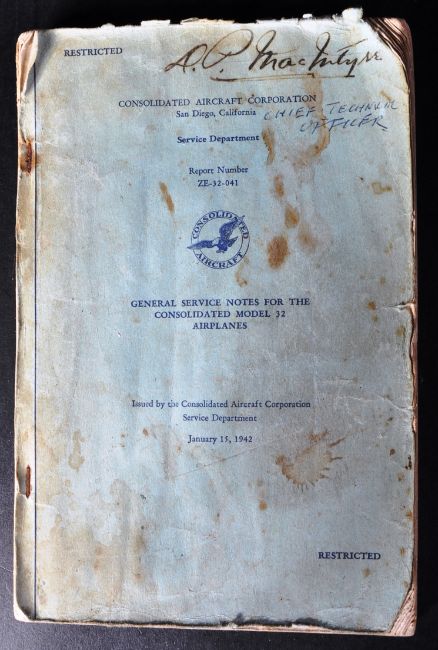 RESTRICTED
D. P. MacIntyre
CONSOLIDATED AIRCRAFT CORPORATION
San Diego, California
CHIEF TECHNICAL
OFFICER
Service Department
Report Number
ZE-32-041
CONSOLIDATED
AIRCRAFT
GENERAL SERVICE NOTES FOR THE
CONSOLIDATED MODEL 32
AIRPLANES
Issued by the Consolidated Aircraft Corporation
Service Department
January 15, 1942
RESTRICTED